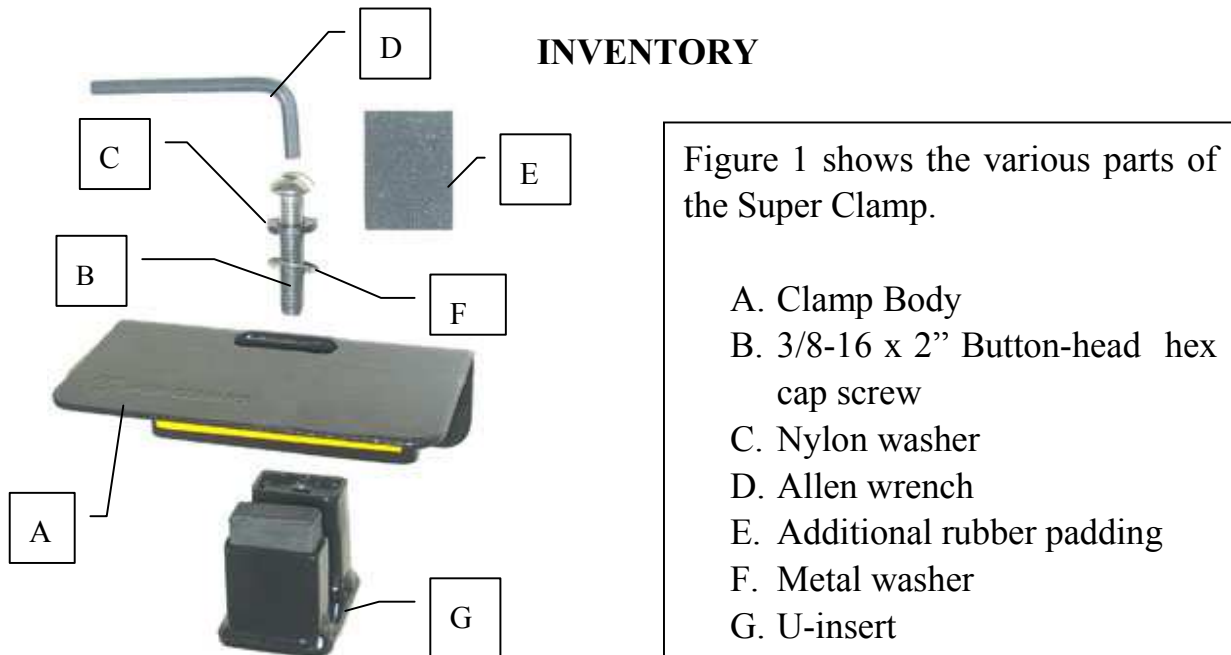 INVENTORY
D
C
E
B
F
A
G
Figure 1 shows the various parts of
the Super Clamp.
A. Clamp Body
B. 3/8-16 x 2” Button-head hex
cap screw
C. Nylon washer
D. Allen wrench
E. Additional rubber padding
F. Metal washer
G. U-insert